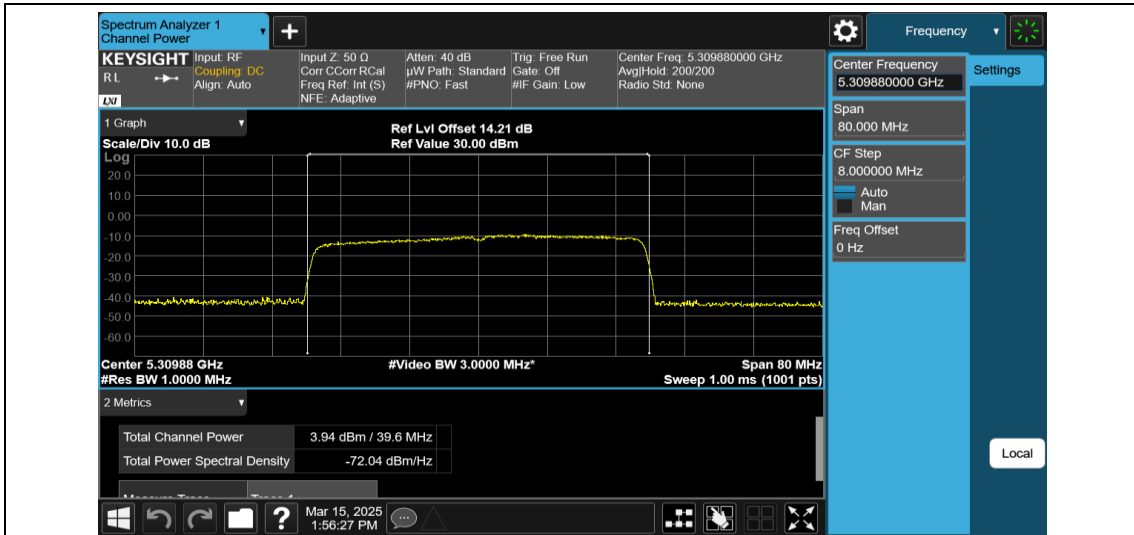 Spectrum Analyzer 1
Channel Power
Frequency
KEYSIGHT
R L
LXI
Input: RF
Coupling: DC
Align: Auto
Input Z: 50 Ω
Corr CCorr RCal
Freq Ref: Int (S)
NFE: Adaptive
Atten: 40 dB
µW Path: Standard
#PNO: Fast
Trig: Free Run
Gate: Off
#IF Gain: Low
Center Freq: 5.309880000 GHz
Avg|Hold: 200/200
Radio Std: None
Center Frequency
5.309880000 GHz
Settings
Span
80.000 MHz
CF Step
8.000000 MHz
Auto
Man
Freq Offset
0 Hz
1 Graph
Ref Lvl Offset 14.21 dB
Scale/Div 10.0 dB
Ref Value 30.00 dBm
Log
20.0
10.0
0.00
-10.0
-20.0
-30.0
-40.0
-50.0
-60.0
Center 5.30988 GHz
#Video BW 3.0000 MHz*
Span 80 MHz
#Res BW 1.0000 MHz
Sweep 1.00 ms (1001 pts)
2 Metrics
Total Channel Power 3.94 dBm / 39.6 MHz
Total Power Spectral Density -72.04 dBm/Hz
Local
Mar 15, 2025
1:56:27 PM